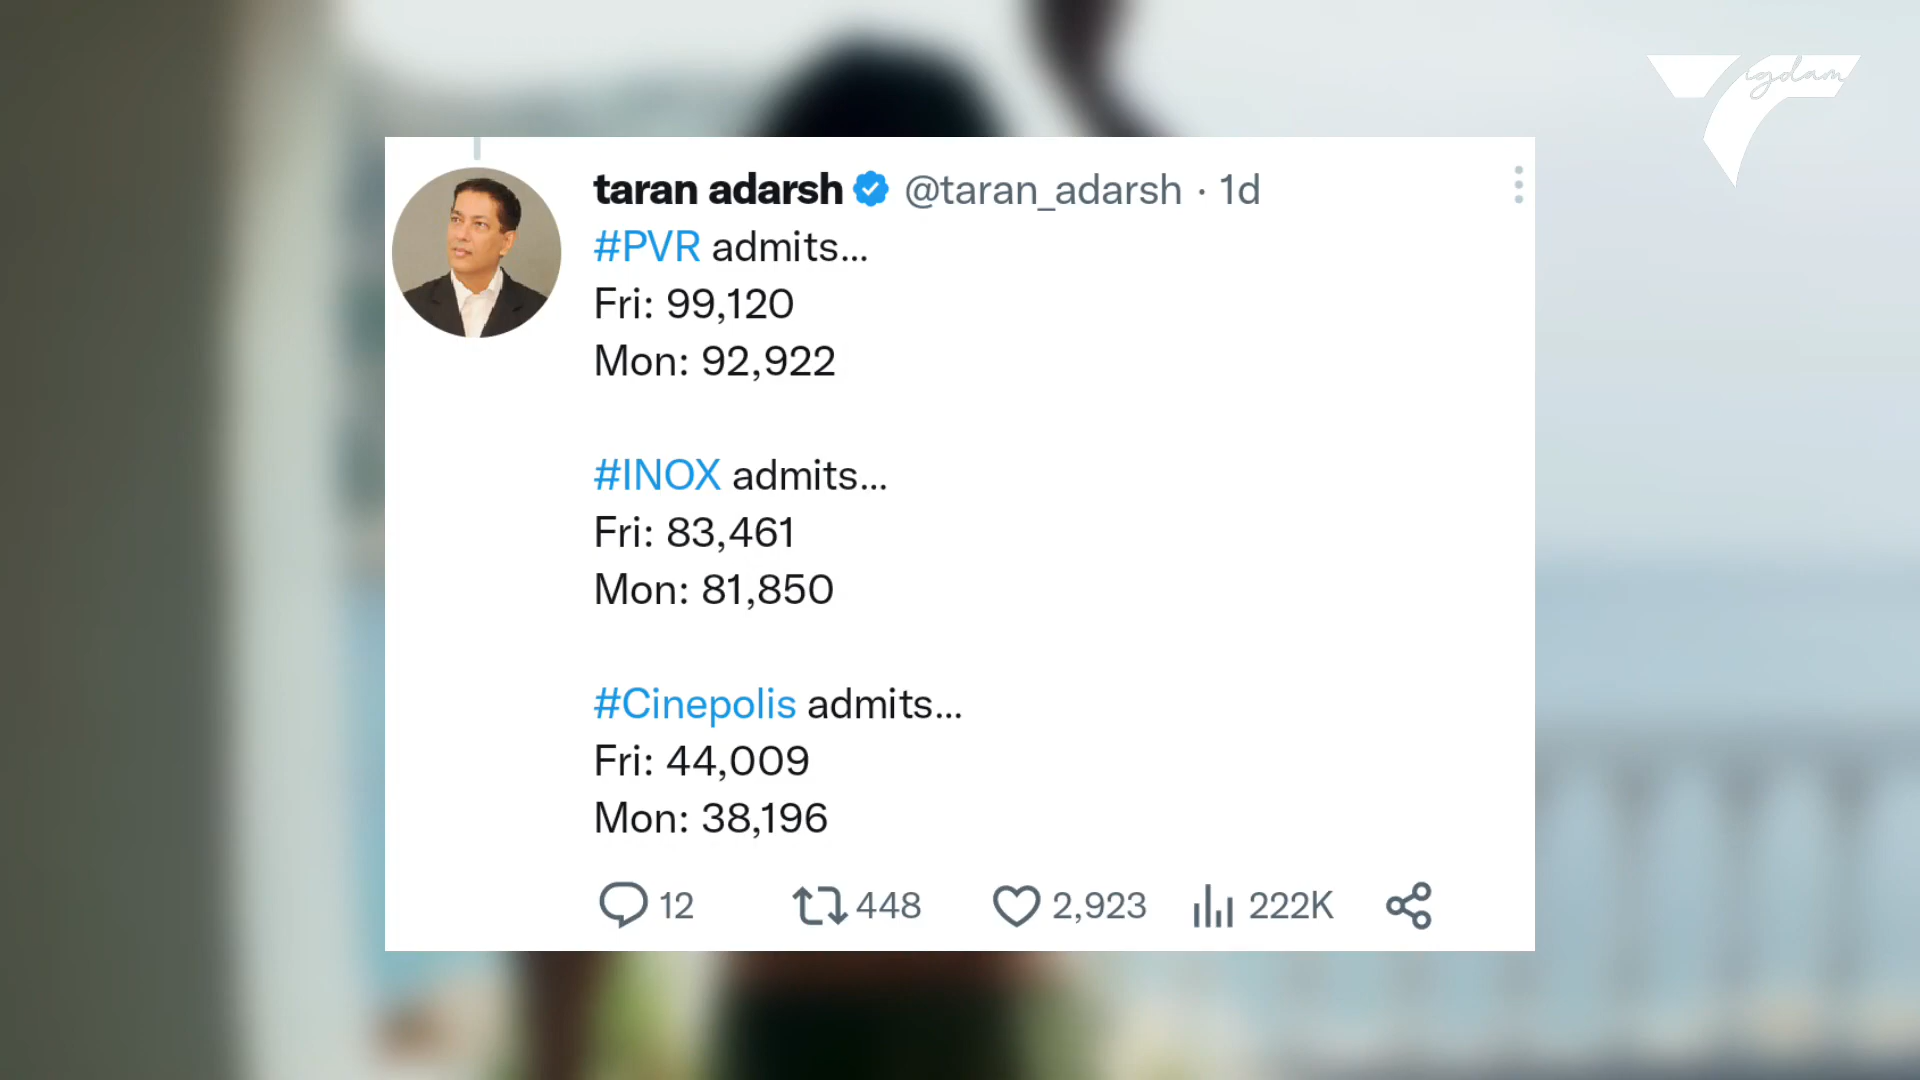 igdam
taran adarsh @taran_adarsh · 1d
#PVR admits...
Fri: 99,120
Mon: 92,922
#INOX admits...
Fri: 83,461
Mon: 81,850
#Cinepolis admits...
Fri: 44,009
Mon: 38,196
12 448 2,923 222K